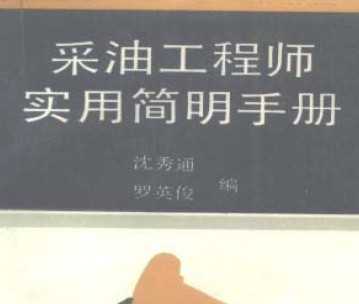 采油工程师
实用简明手册
沈秀通
罗英俊 编